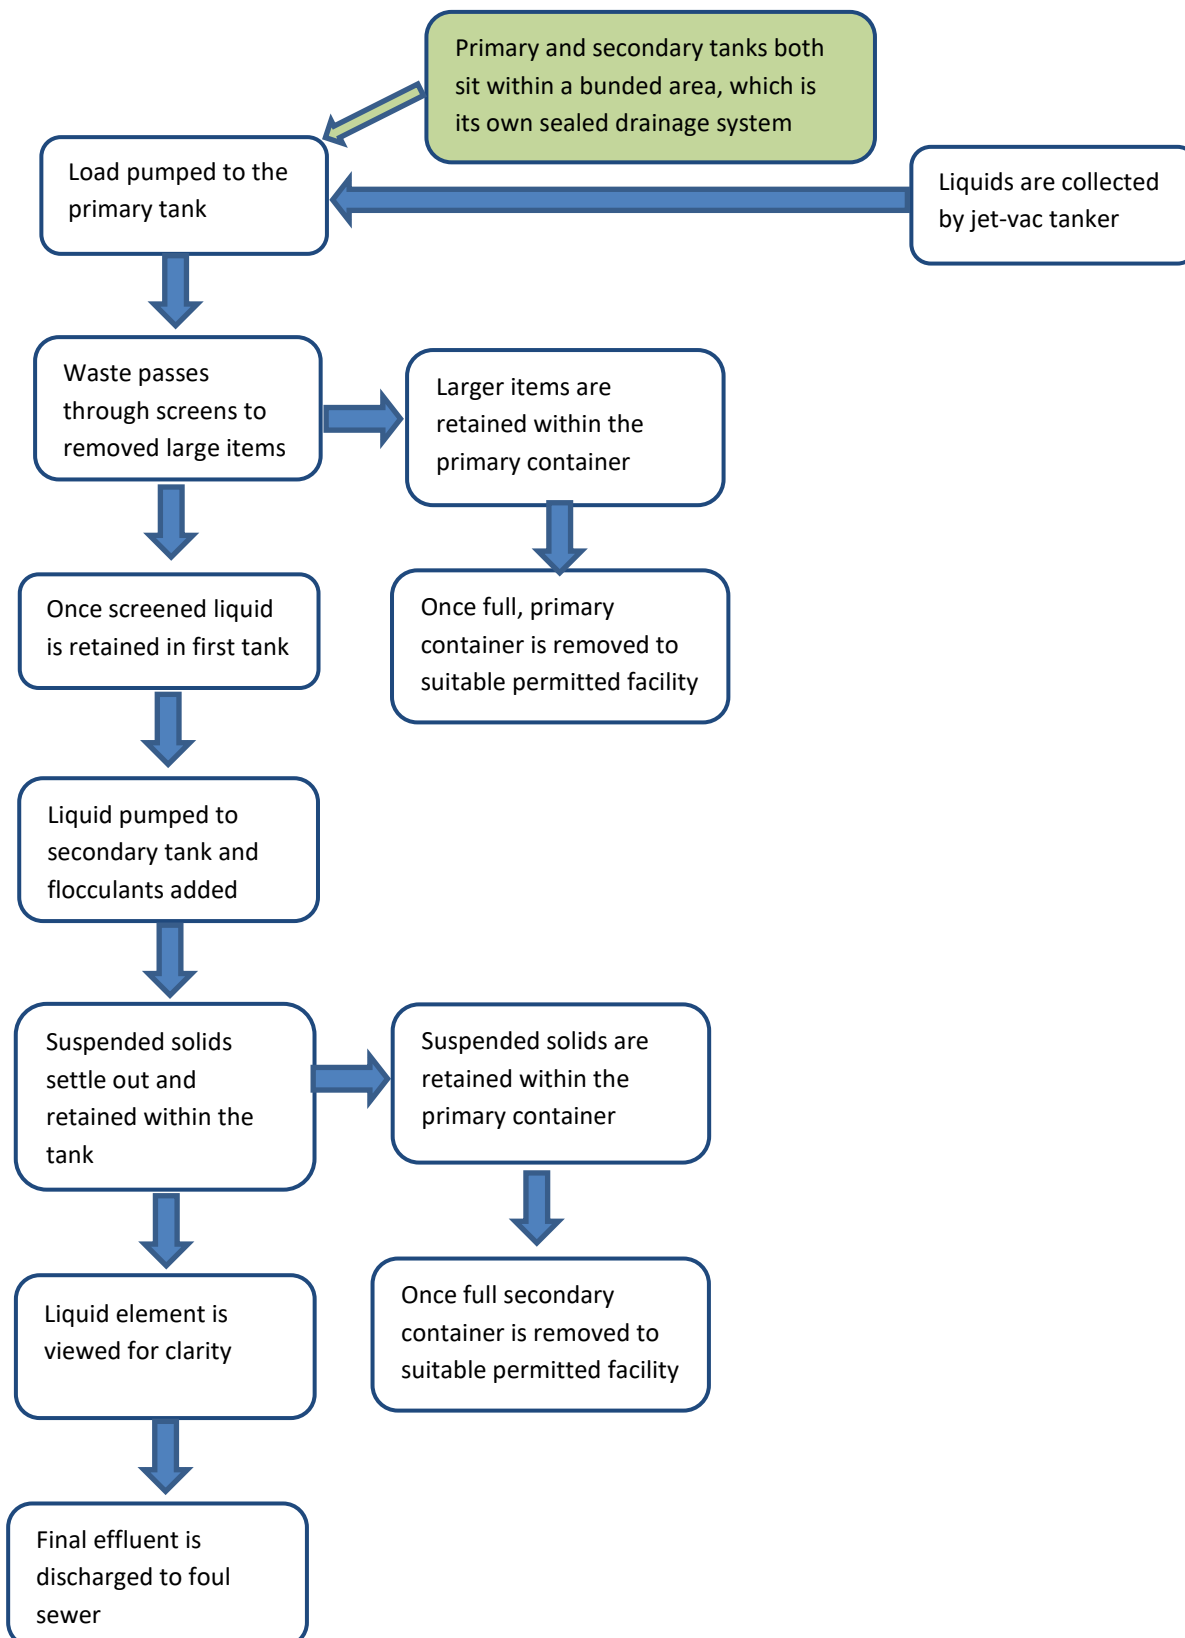 Primary and secondary tanks both
sit within a bunded area, which is
its own sealed drainage system
Load pumped to the
primary tank
Liquids are collected
by jet-vac tanker
Waste passes
through screens to
removed large items
Larger items are
retained within the
primary container
Once screened liquid
is retained in first tank
Once full, primary
container is removed to
suitable permitted facility
Liquid pumped to
secondary tank and
flocculants added
Suspended solids
settle out and
retained within the
tank
Suspended solids are
retained within the
primary container
Liquid element is
viewed for clarity
Once full secondary
container is removed to
suitable permitted facility
Final effluent is
discharged to foul
sewer